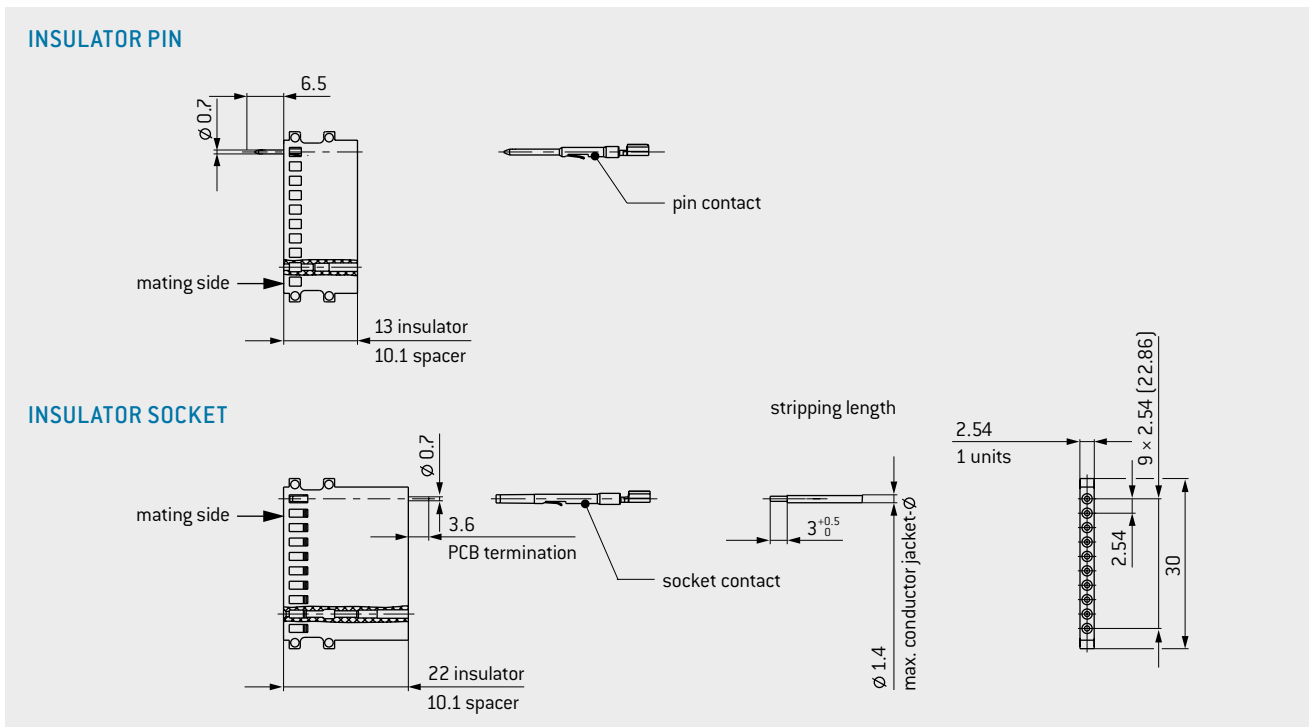 INSULATOR PIN
6.5
Ø 0.7
pin contact
mating side
13 insulator
10.1 spacer
INSULATOR SOCKET
stripping length
2.54
1 units
9 × 2.54 (22.86)
Ø 0.7
mating side
3.6
PCB termination
socket contact
3 +0.5 0
Ø 1.4
max. conductor jacket-Ø
2.54
30
22 insulator
10.1 spacer